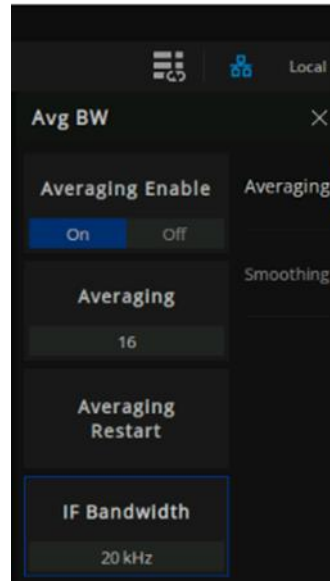 Local
Avg BW
Averaging Enable
On Off
Averaging
16
Averaging
Restart
IF Bandwidth
20 kHz
Averaging
Smoothing